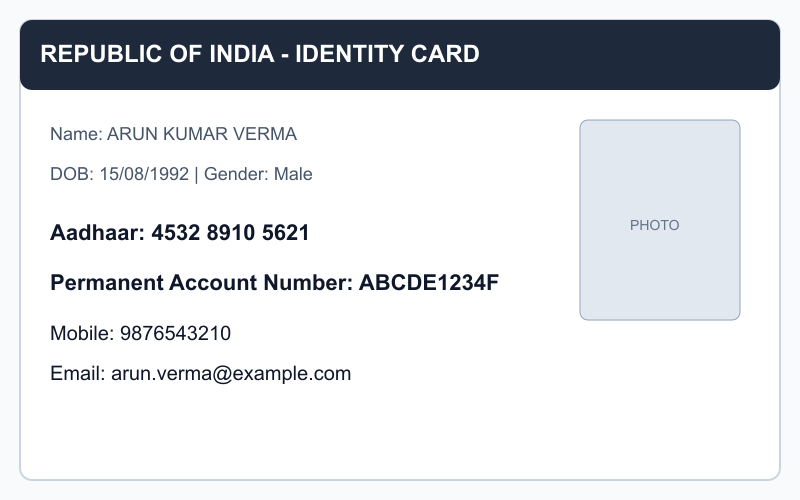 REPUBLIC OF INDIA - IDENTITY CARD
Name: ARUN KUMAR VERMA
DOB: 15/08/1992 | Gender: Male
Aadhaar: 4532 8910 5621
PHOTO
Permanent Account Number: ABCDE1234F
Mobile: 9876543210
Email: arun.verma@example.com